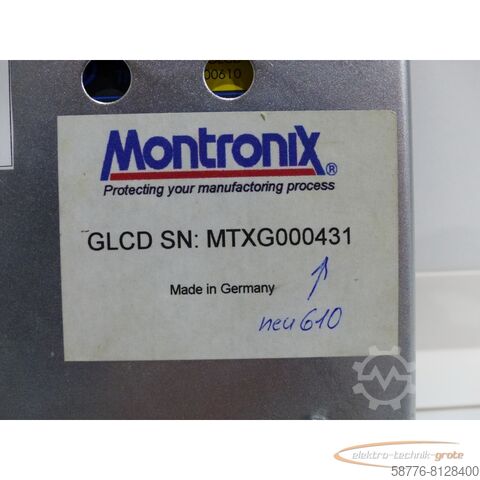 00610
Montronix®
Protecting your manufactoring process
GLCD SN: MTXG000431
Made in Germany
neu 610
elektro-technik-grote
58776-8128400